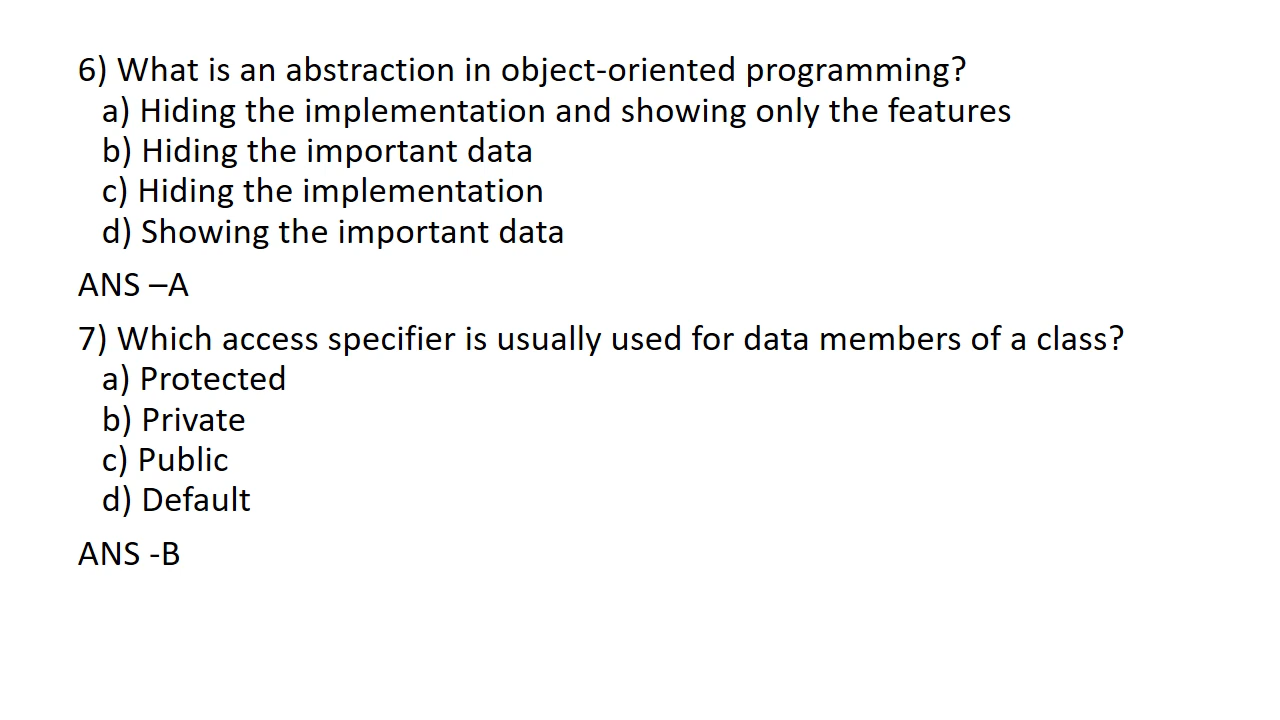 6) What is an abstraction in object-oriented programming?
a) Hiding the implementation and showing only the features
b) Hiding the important data
c) Hiding the implementation
d) Showing the important data
ANS –A
7) Which access specifier is usually used for data members of a class?
a) Protected
b) Private
c) Public
d) Default
ANS -B